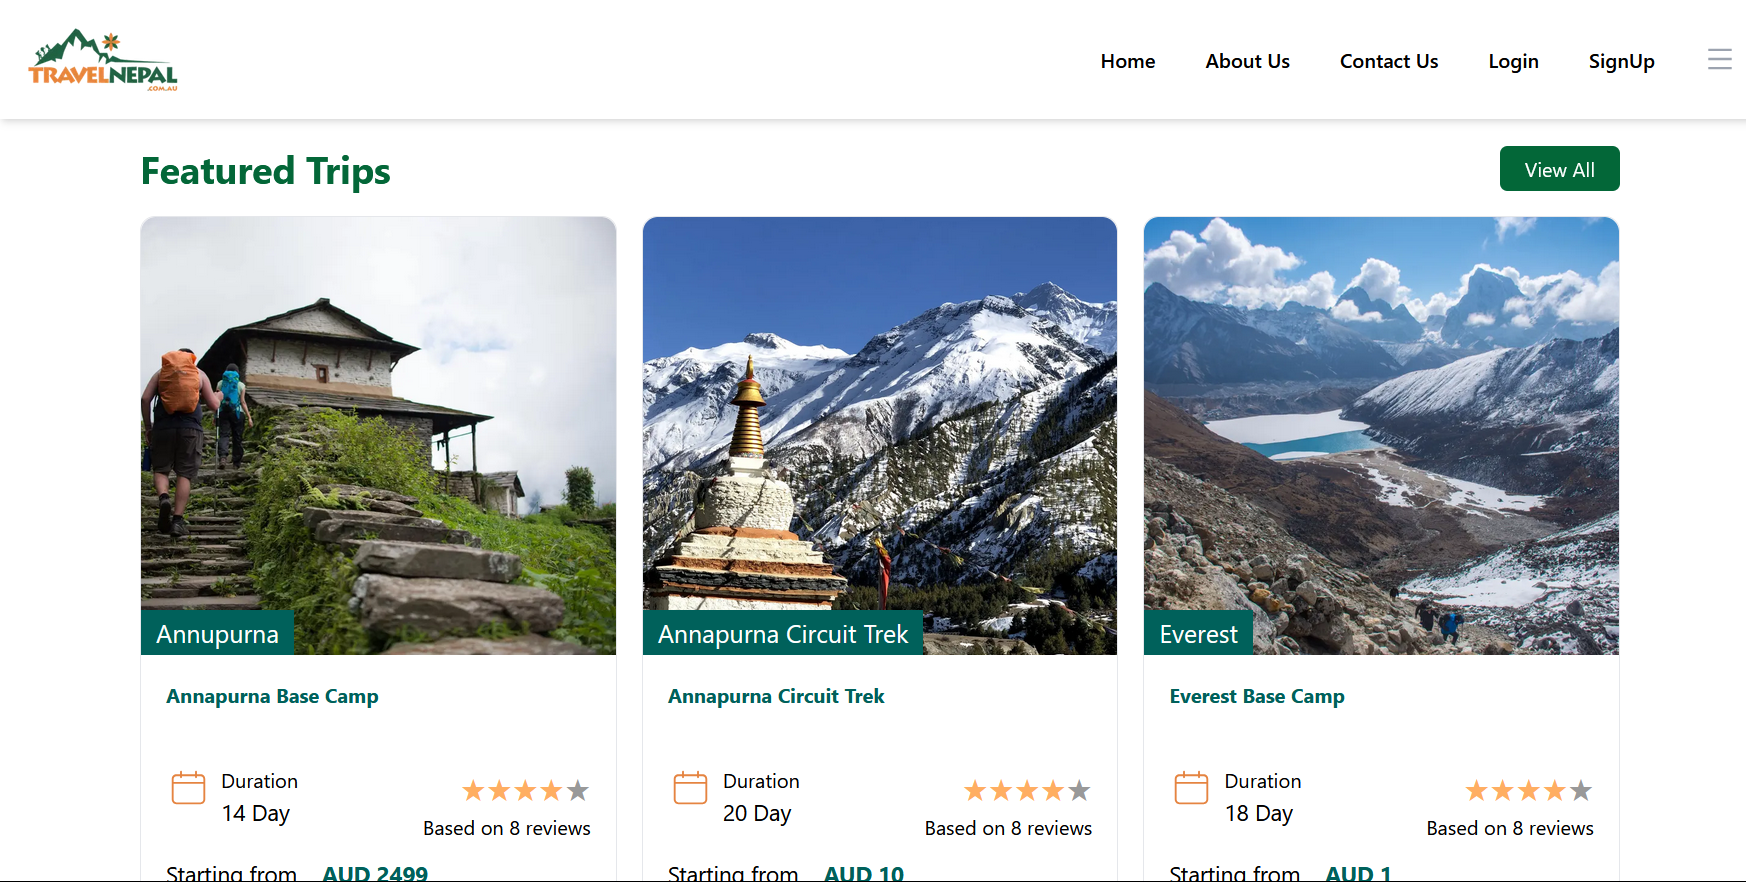 TRAVELNEPAL
.COM.AU
Home
About Us
Contact Us
Login
SignUp
Featured Trips
View All
Annupurna
Annapurna Circuit Trek
Everest
Annapurna Base Camp
Annapurna Circuit Trek
Everest Base Camp
Duration
14 Day
Based on 8 reviews
Duration
20 Day
Based on 8 reviews
Duration
18 Day
Based on 8 reviews
Starting from AUD 2499
Starting from AUD 10
Starting from AUD 1